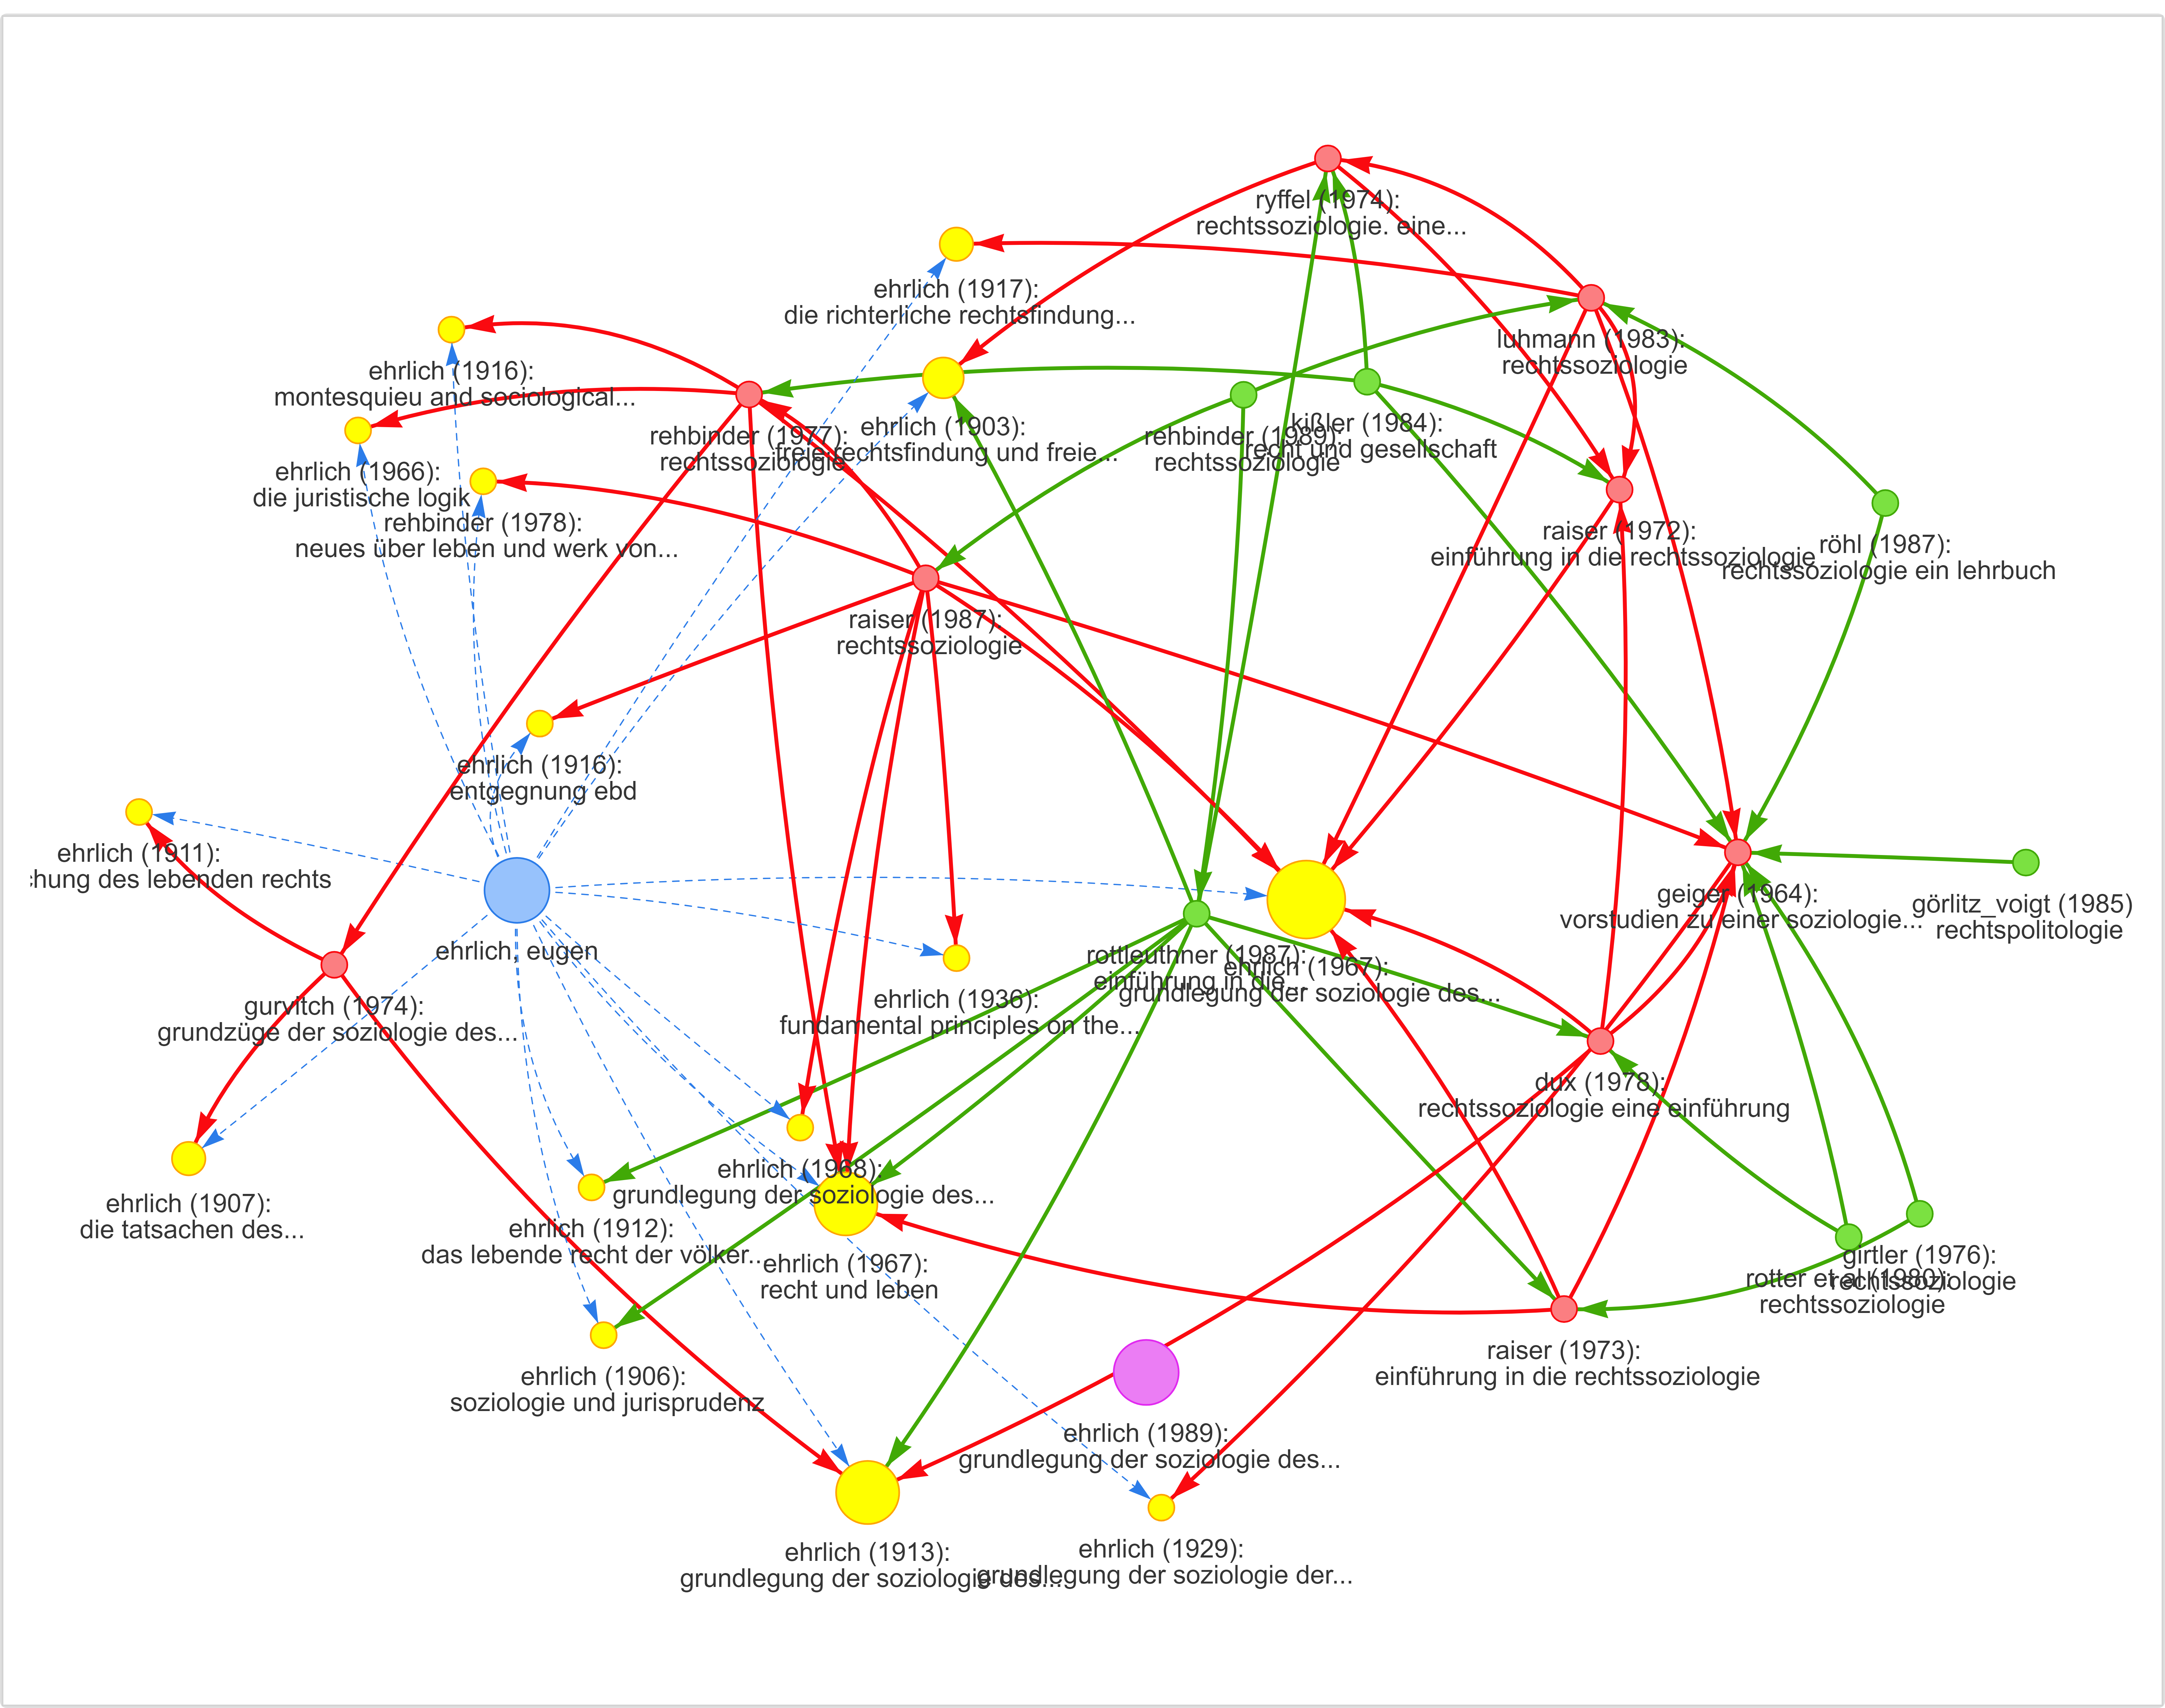 ryffel (1974):
rechtssoziologie. eine...
ehrlich (1917):
die richterliche rechtsfindung...
luhmann (1983):
rechtssoziologie
ehrlich (1916):
montesquieu and sociological...
rehbinder (1977):
rechtssoziologie
ehrlich (1903):
freie rechtsfindung und freie...
rehbinder (1989):
rechtssoziologie
kißler (1984):
recht und gesellschaft
ehrlich (1966):
die juristische logik
rehbinder (1978):
neues über leben und werk von...
raiser (1972):
einführung in die rechtssoziologie
röhl (1987):
rechtssoziologie ein lehrbuch
raiser (1987):
rechtssoziologie
ehrlich (1916):
entgegnung ebd
ehrlich (1911):
chung des lebenden rechts
geiger (1964):
vorstudien zu einer soziologie...
görlitz_voigt (1985)
rechtspolitologie
ehrlich, eugen
rottleuthner (1987):
einführung in die...
ehrlich (1967):
grundlegung der soziologie des...
gurvitch (1974):
grundzüge der soziologie des...
ehrlich (1936):
fundamental principles on the...
dux (1978):
rechtssoziologie eine einführung
ehrlich (1968):
grundlegung der soziologie des...
ehrlich (1907):
die tatsachen des...
ehrlich (1912):
das lebende recht der völker...
ehrlich (1967):
recht und leben
girtler (1976):
rechtssoziologie
rotter et al (1980):
rechtssoziologie
raiser (1973):
einführung in die rechtssoziologie
ehrlich (1906):
soziologie und jurisprudenz
ehrlich (1989):
grundlegung der soziologie des...
ehrlich (1913):
grundlegung der soziologie des...
ehrlich (1929):
grundlegung der soziologie der...